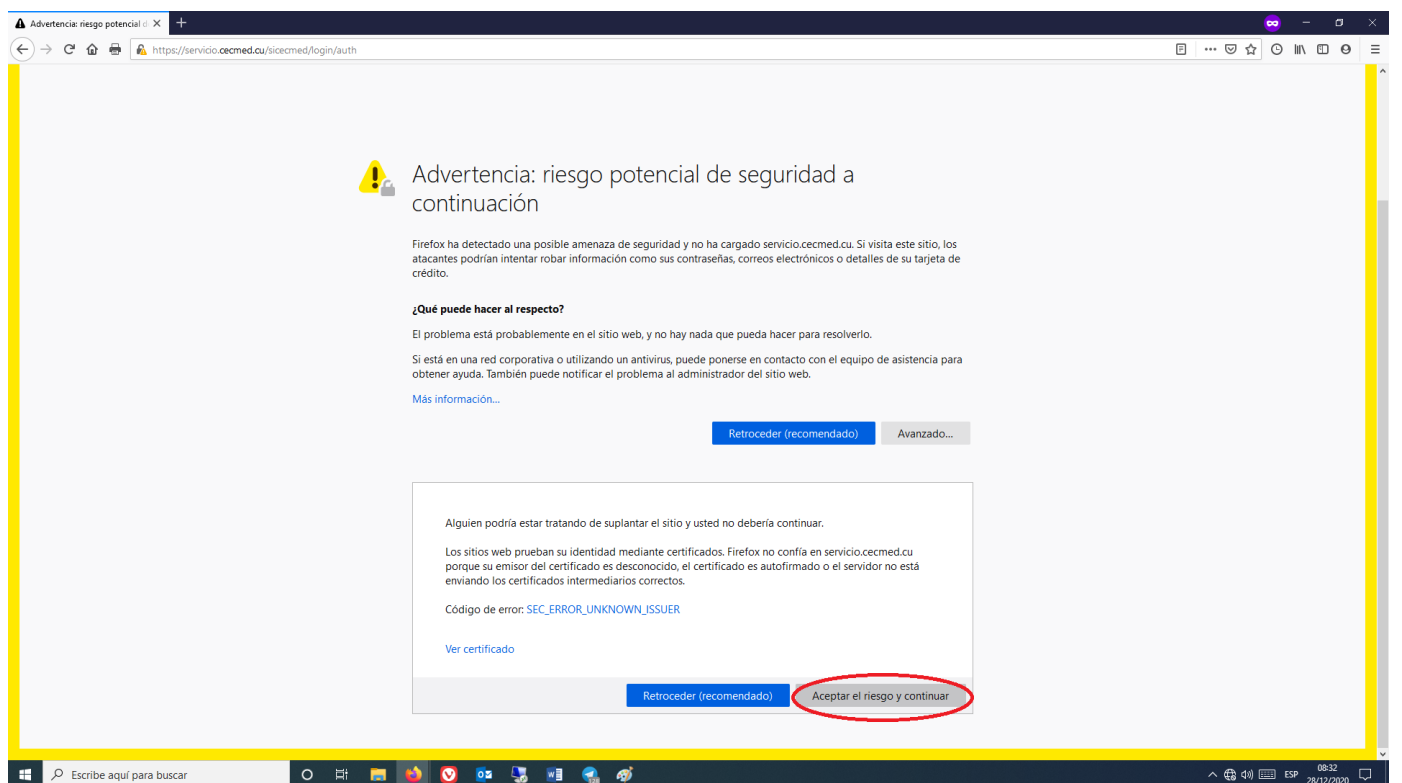 Advertencia: riesgo potencial d
https://servicio.cecmed.cu/sicecmed/login/auth
Advertencia: riesgo potencial de seguridad a
continuación
Firefox ha detectado una posible amenaza de seguridad y no ha cargado servicio.cecmed.cu. Si visita este sitio, los
atacantes podrían intentar robar información como sus contraseñas, correos electrónicos o detalles de su tarjeta de
crédito.
¿Qué puede hacer al respecto?
El problema está probablemente en el sitio web, y no hay nada que pueda hacer para resolverlo.
Si está en una red corporativa o utilizando un antivirus, puede ponerse en contacto con el equipo de asistencia para
obtener ayuda. También puede notificar el problema al administrador del sitio web.
Más información...
Retroceder (recomendado) Avanzado...
Alguien podría estar tratando de suplantar el sitio y usted no debería continuar.
Los sitios web prueban su identidad mediante certificados. Firefox no confía en servicio.cecmed.cu
porque su emisor del certificado es desconocido, el certificado es autofirmado o el servidor no está
enviando los certificados intermediarios correctos.
Código de error: SEC_ERROR_UNKNOWN_ISSUER
Ver certificado
Retroceder (recomendado) Aceptar el riesgo y continuar
Escribe aquí para buscar
ESP
08:32
28/12/2020